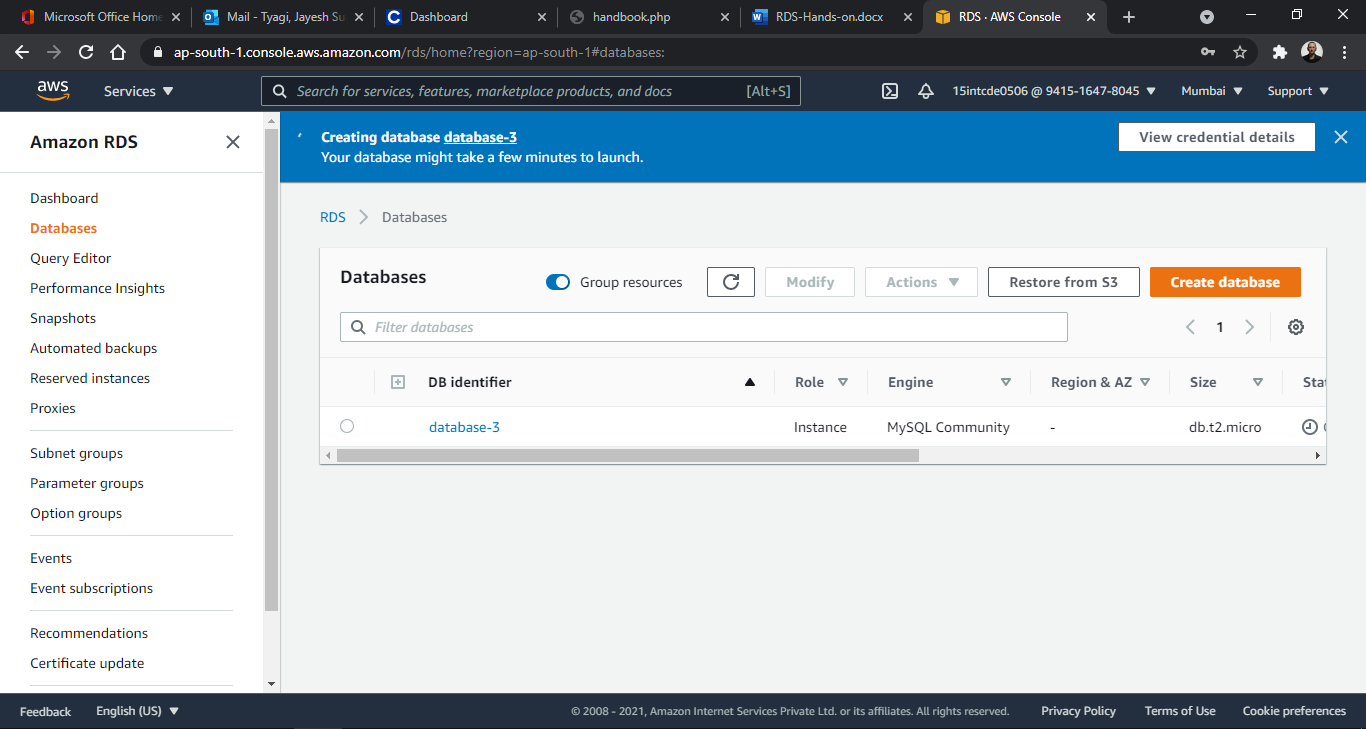 Microsoft Office Home
Mail - Tyagi, Jayesh Su
Dashboard
handbook.php
RDS-Hands-on.docx
RDS · AWS Console
ap-south-1.console.aws.amazon.com/rds/home?region=ap-south-1#databases:
aws
Services
Search for services, features, marketplace products, and docs [Alt+S]
15intcde0506 @ 9415-1647-8045
Mumbai
Support
Amazon RDS
Dashboard
Databases
Query Editor
Performance Insights
Snapshots
Automated backups
Reserved instances
Proxies
Subnet groups
Parameter groups
Option groups
Events
Event subscriptions
Recommendations
Certificate update
Creating database database-3
Your database might take a few minutes to launch.
View credential details
RDS > Databases
Databases
Group resources
Modify
Actions
Restore from S3
Create database
Filter databases
1
DB identifier Role Engine Region & AZ Size
database-3 Instance MySQL Community - db.t2.micro
Feedback English (US) © 2008 - 2021, Amazon Internet Services Private Ltd. or its affiliates. All rights reserved. Privacy Policy Terms of Use Cookie preferences